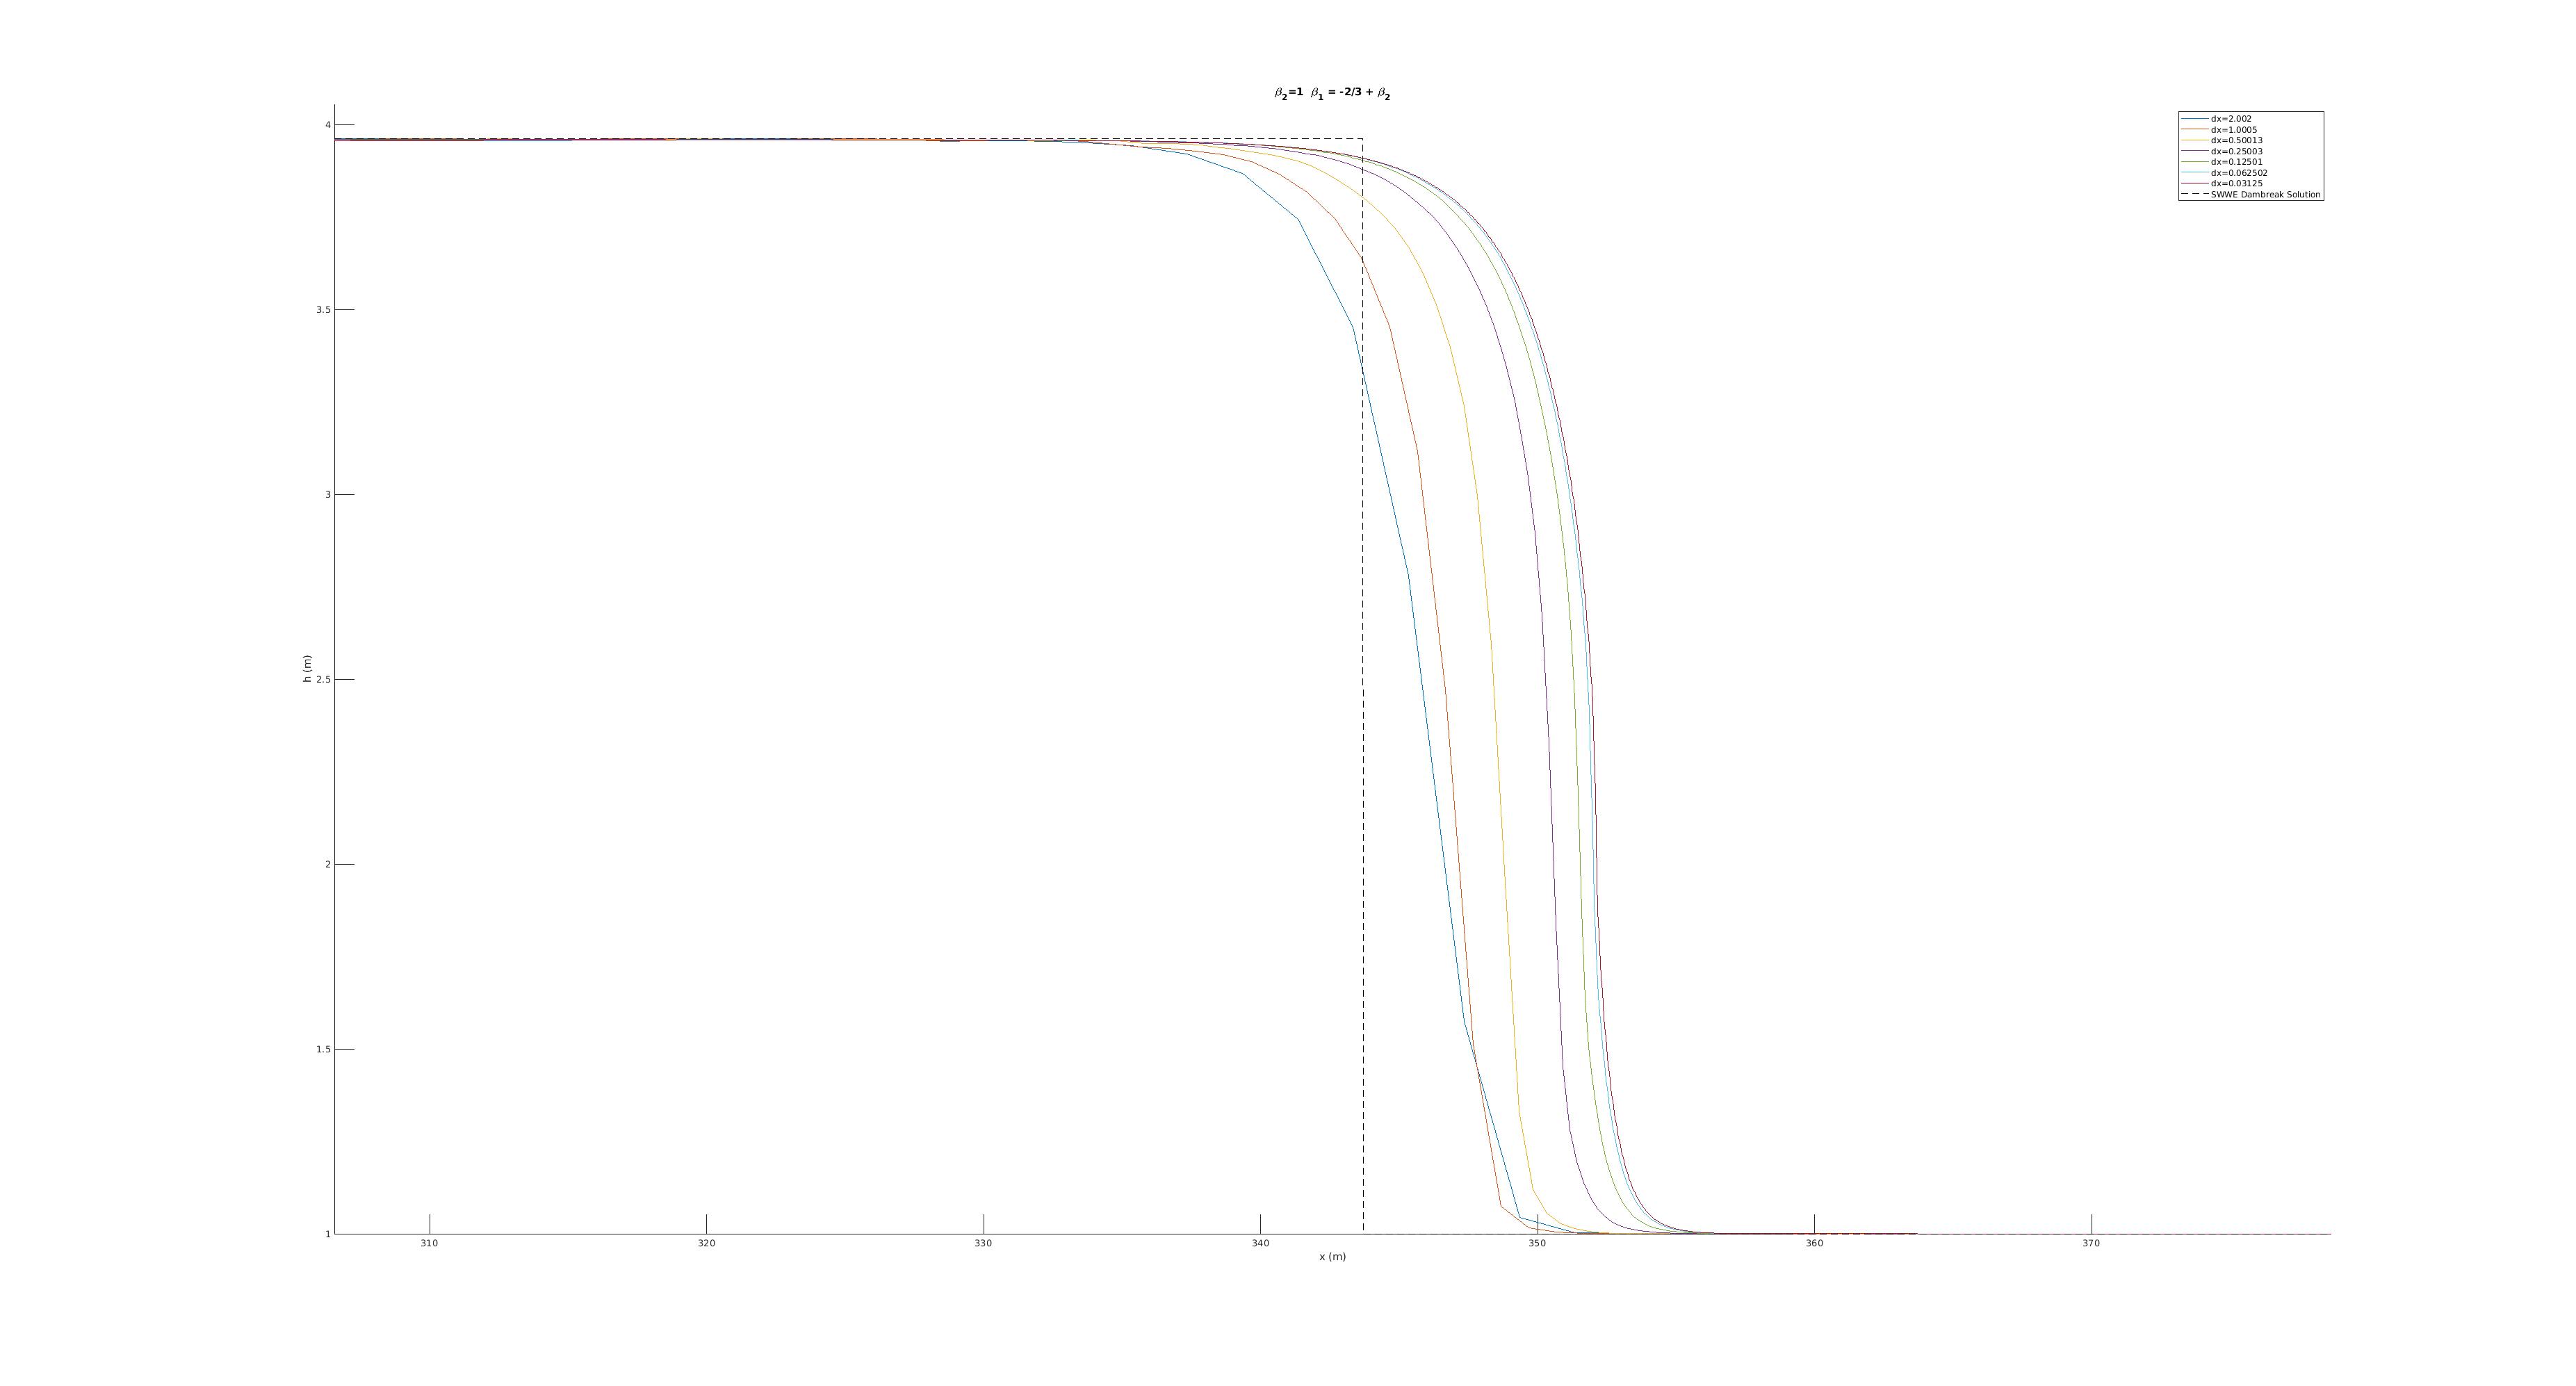 β2=1 β1 = -2/3 + β2
dx=2.002
dx=1.0005
dx=0.50013
dx=0.25003
dx=0.12501
dx=0.062502
dx=0.03125
SWWE Dambreak Solution
4
3.5
3
2.5
2
1.5
1
h (m)
310 320 330 340 350 360 370
x (m)